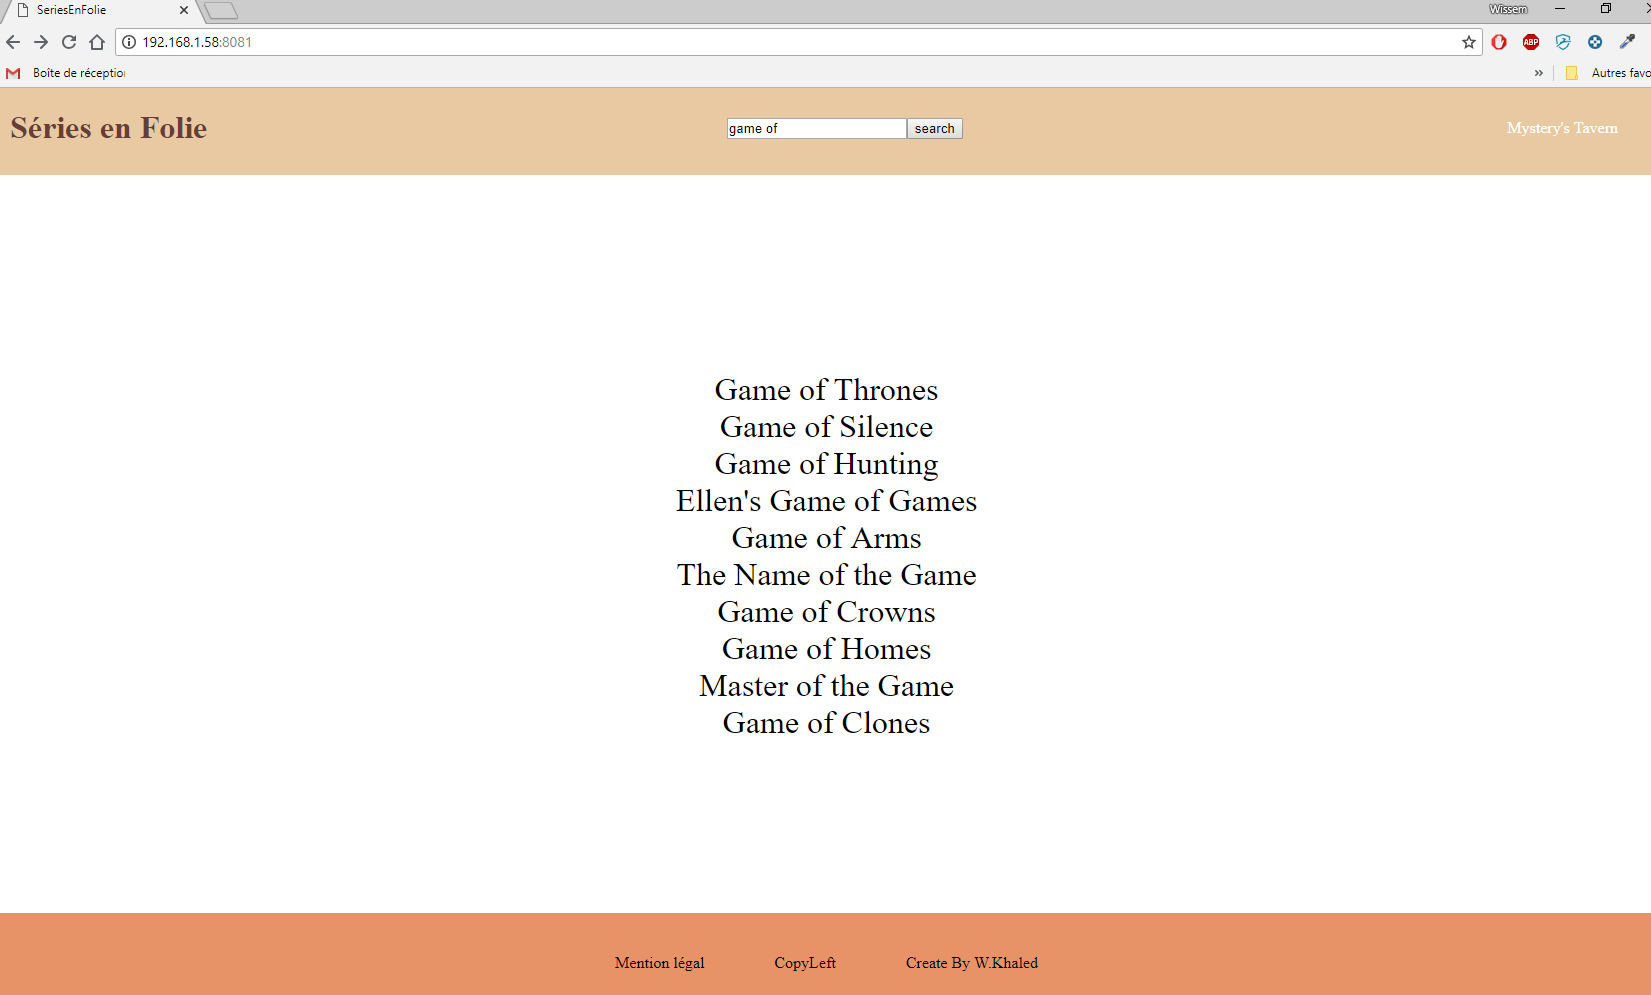 SeriesEnFolie
Wissem
192.168.1.58:8081
ABP
Boîte de réception
» Autres favo
Séries en Folie
game of search
Mystery's Tavern
Game of Thrones
Game of Silence
Game of Hunting
Ellen's Game of Games
Game of Arms
The Name of the Game
Game of Crowns
Game of Homes
Master of the Game
Game of Clones
Mention légal CopyLeft Create By W.Khaled